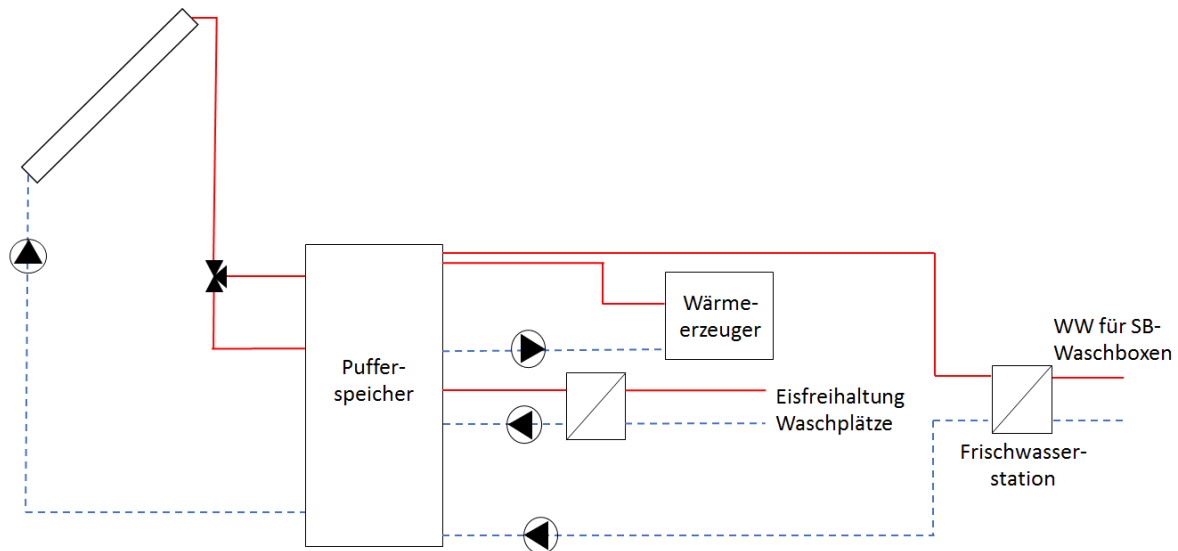 Puffer-
speicher
Wärme-
erzeuger
Eisfreihaltung
Waschplätze
WW für SB-
Waschboxen
Frischwasser-
station